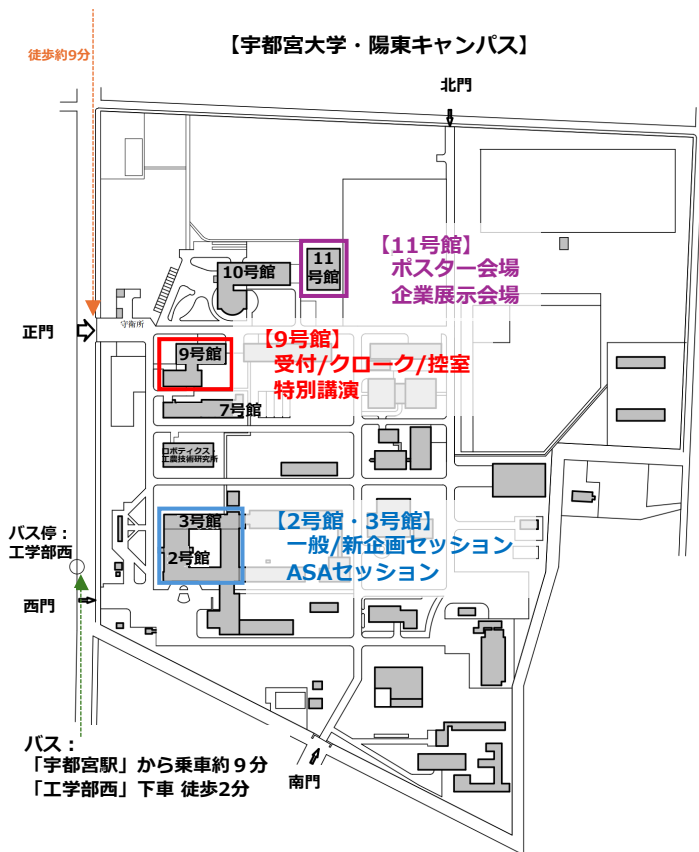 【宇都宮大学・陽東キャンパス】
徒歩約9分
北門
【11号館】
ポスター会場
企業展示会場
11
号館
10号館
正門
守衛所
【9号館】
受付/クローク/控室
特別講演
9号館
7号館
ロボティクス・
工農技術研究所
バス停：
工学部西
【2号館・3号館】
一般/新企画セッション
ASAセッション
3号館
2号館
西門
バス：
「宇都宮駅」から乗車約９分
「工学部西」下車 徒歩2分
南門